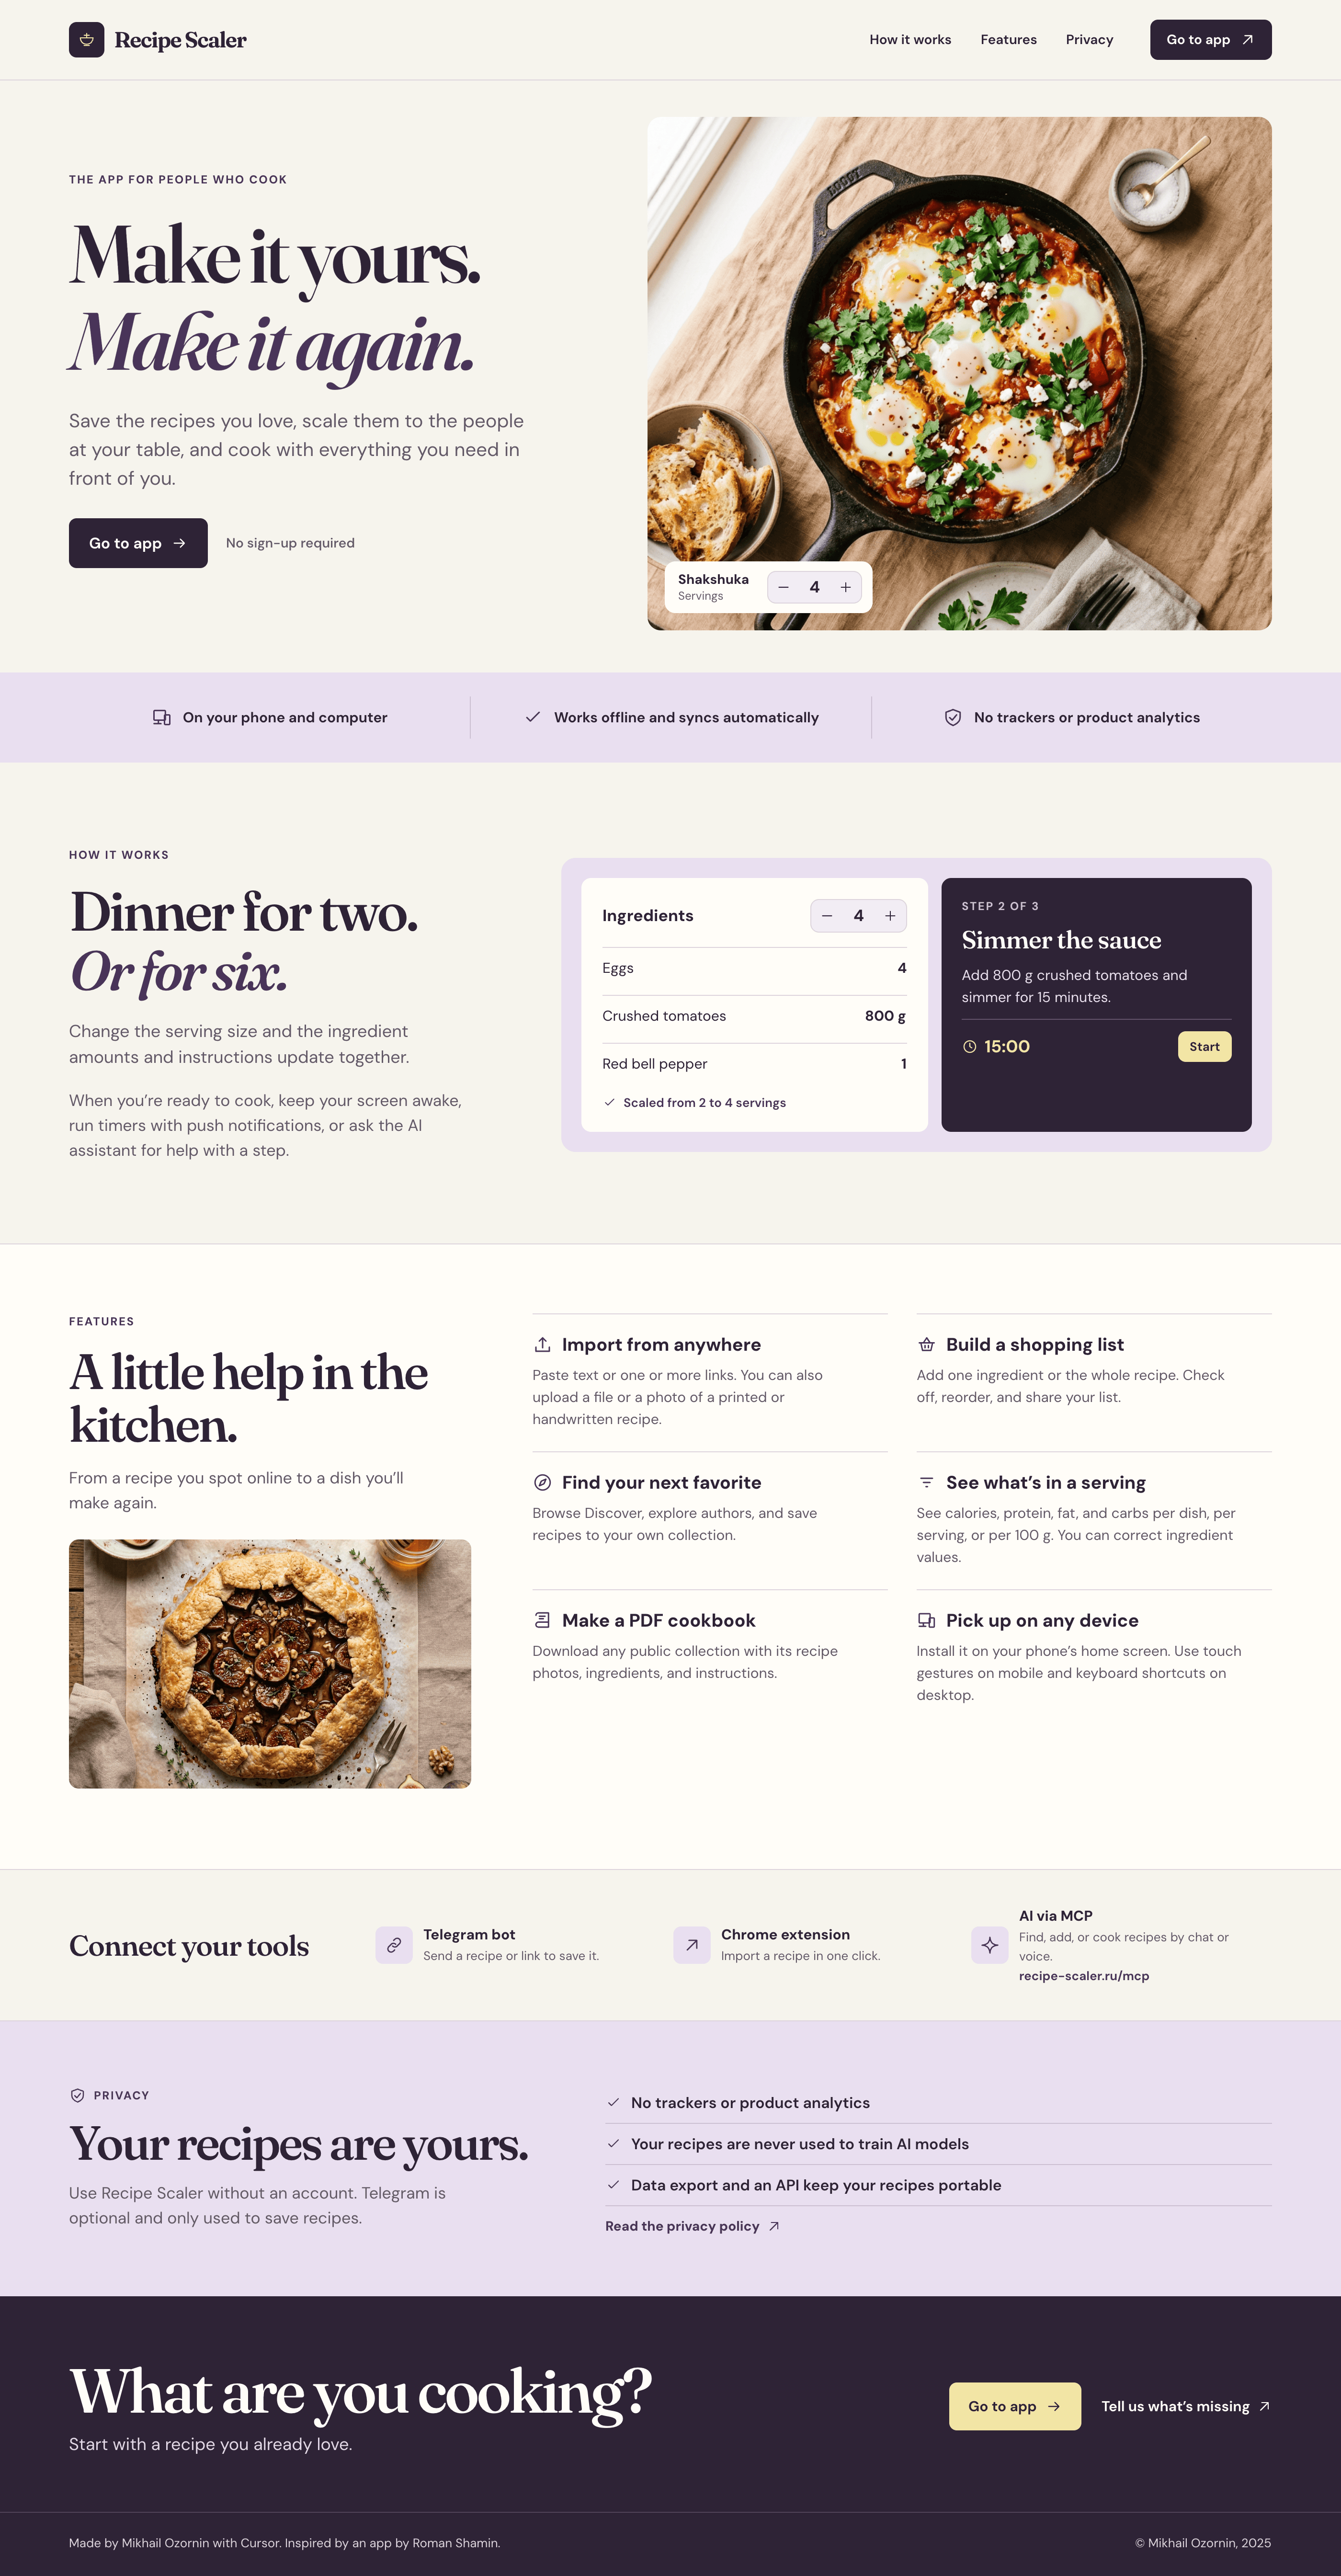 Recipe Scaler
How it works
Features
Privacy
Go to app
THE APP FOR PEOPLE WHO COOK
Make it yours.
Make it again.
Save the recipes you love, scale them to the people
at your table, and cook with everything you need in
front of you.
Go to app
No sign-up required
Shakshuka
Servings
4
On your phone and computer
Works offline and syncs automatically
No trackers or product analytics
HOW IT WORKS
Dinner for two.
Or for six.
Change the serving size and the ingredient
amounts and instructions update together.
When you’re ready to cook, keep your screen awake,
run timers with push notifications, or ask the AI
assistant for help with a step.
Ingredients
4
Eggs 4
Crushed tomatoes 800 g
Red bell pepper 1
Scaled from 2 to 4 servings
STEP 2 OF 3
Simmer the sauce
Add 800 g crushed tomatoes and
simmer for 15 minutes.
15:00
Start
FEATURES
A little help in the
kitchen.
From a recipe you spot online to a dish you’ll
make again.
Import from anywhere
Paste text or one or more links. You can also
upload a file or a photo of a printed or
handwritten recipe.
Build a shopping list
Add one ingredient or the whole recipe. Check
off, reorder, and share your list.
Find your next favorite
Browse Discover, explore authors, and save
recipes to your own collection.
See what’s in a serving
See calories, protein, fat, and carbs per dish, per
serving, or per 100 g. You can correct ingredient
values.
Make a PDF cookbook
Download any public collection with its recipe
photos, ingredients, and instructions.
Pick up on any device
Install it on your phone’s home screen. Use touch
gestures on mobile and keyboard shortcuts on
desktop.
Connect your tools
Telegram bot
Send a recipe or link to save it.
Chrome extension
Import a recipe in one click.
AI via MCP
Find, add, or cook recipes by chat or
voice.
recipe-scaler.ru/mcp
PRIVACY
Your recipes are yours.
Use Recipe Scaler without an account. Telegram is
optional and only used to save recipes.
No trackers or product analytics
Your recipes are never used to train AI models
Data export and an API keep your recipes portable
Read the privacy policy
What are you cooking?
Start with a recipe you already love.
Go to app
Tell us what’s missing
Made by Mikhail Ozornin with Cursor. Inspired by an app by Roman Shamin.
© Mikhail Ozornin, 2025